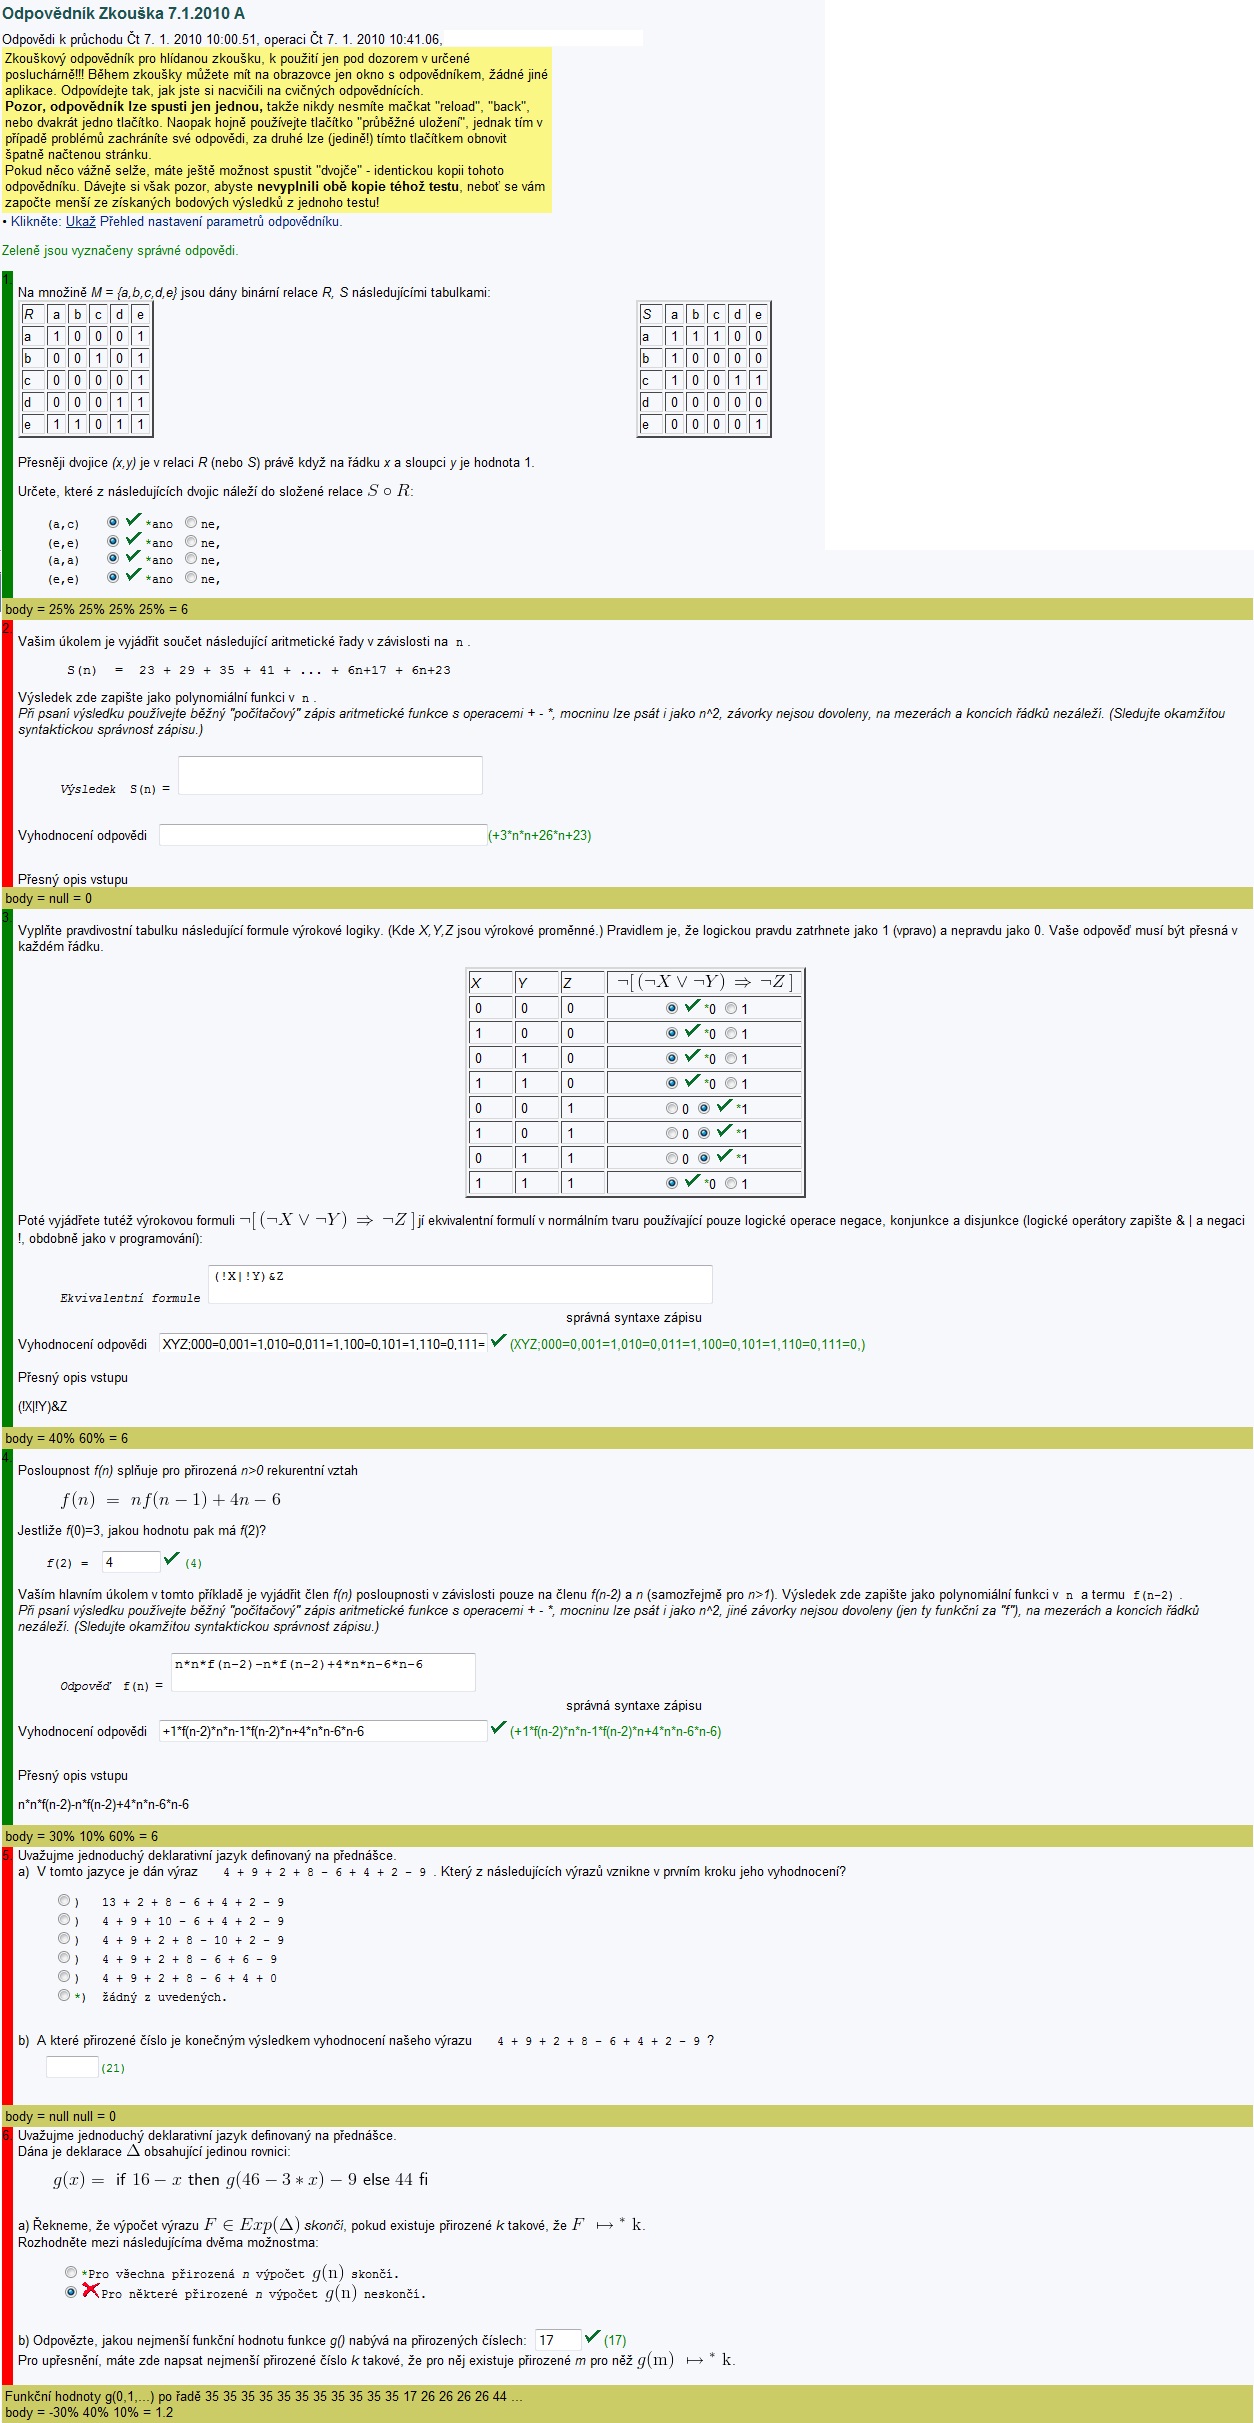 Odpovědník Zkouška 7.1.2010 A
Odpovědi k průchodu Čt 7. 1. 2010 10:00.51, operaci Čt 7. 1. 2010 10:41.06,
Zkouškový odpovědník pro hlídanou zkoušku, k použití jen pod dozorem v určené
posluchárně!!! Během zkoušky můžete mít na obrazovce jen okno s odpovědníkem, žádné jiné
aplikace. Odpovídejte tak, jak jste si nacvičili na cvičných odpovědnících.
Pozor, odpovědník lze spusti jen jednou, takže nikdy nesmíte mačkat "reload", "back",
nebo dvakrát jedno tlačítko. Naopak hojně používejte tlačítko "průběžné uložení", jednak tím v
případě problémů zachráníte své odpovědi, za druhé lze (jedině!) tímto tlačítkem obnovit
špatně načtenou stránku.
Pokud něco vážně selže, máte ještě možnost spustit "dvojče" - identickou kopii tohoto
odpovědníku. Dávejte si však pozor, abyste nevyplnili obě kopie téhož testu, neboť se vám
započte menší ze získaných bodových výsledků z jednoho testu!
• Klikněte: Ukaž Přehled nastavení parametrů odpovědníku.
Zeleně jsou vyznačeny správné odpovědi.
1.
Na množině M = {a,b,c,d,e} jsou dány binární relace R, S následujícími tabulkami:
R a b c d e S a b c d e
a 1 0 0 0 1 a 1 1 1 0 0
b 0 0 1 0 1 b 1 0 0 0 0
c 0 0 0 0 1 c 1 0 0 1 1
d 0 0 0 1 1 d 0 0 0 0 0
e 1 1 0 1 1 e 0 0 0 0 1
Přesněji dvojice (x,y) je v relaci R (nebo S) právě když na řádku x a sloupci y je hodnota 1.
Určete, které z následujících dvojic náleží do složené relace S ∘ R:
(a,c) *ano ne,
(e,e) *ano ne,
(a,a) *ano ne,
(e,e) *ano ne,
body = 25% 25% 25% 25% = 6
2.
Vašim úkolem je vyjádřit součet následující aritmetické řady v závislosti na n .
S(n) = 23 + 29 + 35 + 41 + ... + 6n+17 + 6n+23
Výsledek zde zapište jako polynomiální funkci v n .
Při psaní výsledku používejte běžný "počítačový" zápis aritmetické funkce s operacemi + - *, mocninu lze psát i jako n^2, závorky nejsou dovoleny, na mezerách a koncích řádků nezáleží. (Sledujte okamžitou
syntaktickou správnost zápisu.)
Výsledek S(n) =
Vyhodnocení odpovědi (+3*n*n+26*n+23)
Přesný opis vstupu
body = null = 0
3.
Vyplňte pravdivostní tabulku následující formule výrokové logiky. (Kde X,Y,Z jsou výrokové proměnné.) Pravidlem je, že logickou pravdu zatrhnete jako 1 (vpravo) a nepravdu jako 0. Vaše odpověď musí být přesná v
každém řádku.
X Y Z ¬[ (¬X ∨ ¬Y) ⇒ ¬Z ]
0 0 0 *0 1
1 0 0 *0 1
0 1 0 *0 1
1 1 0 *0 1
0 0 1 0 *1
1 0 1 0 *1
0 1 1 0 *1
1 1 1 *0 1
Poté vyjádřete tutéž výrokovou formuli ¬[ (¬X ∨ ¬Y) ⇒ ¬Z ] jí ekvivalentní formulí v normálním tvaru používající pouze logické operace negace, konjunkce a disjunkce (logické operátory zapište & | a negaci
!, obdobně jako v programování):
Ekvivalentní formule (!X|!Y)&Z
správná syntaxe zápisu
Vyhodnocení odpovědi XYZ;000=0,001=1,010=0,011=1,100=0,101=1,110=0,111= (XYZ;000=0,001=1,010=0,011=1,100=0,101=1,110=0,111=0,)
Přesný opis vstupu
(!X|!Y)&Z
body = 40% 60% = 6
4.
Posloupnost f(n) splňuje pro přirozená n>0 rekurentní vztah
f(n) = nf(n − 1) + 4n − 6
Jestliže f(0)=3, jakou hodnotu pak má f(2)?
f(2) = 4 (4)
Vaším hlavním úkolem v tomto příkladě je vyjádřit člen f(n) posloupnosti v závislosti pouze na členu f(n-2) a n (samozřejmě pro n>1). Výsledek zde zapište jako polynomiální funkci v n a termu f(n-2) .
Při psaní výsledku používejte běžný "počítačový" zápis aritmetické funkce s operacemi + - *, mocninu lze psát i jako n^2, jiné závorky nejsou dovoleny (jen ty funkční za "f"), na mezerách a koncích řádků
nezáleží. (Sledujte okamžitou syntaktickou správnost zápisu.)
Odpověď f(n) = n*n*f(n-2)-n*f(n-2)+4*n*n-6*n-6
správná syntaxe zápisu
Vyhodnocení odpovědi +1*f(n-2)*n*n-1*f(n-2)*n+4*n*n-6*n-6 (+1*f(n-2)*n*n-1*f(n-2)*n+4*n*n-6*n-6)
Přesný opis vstupu
n*n*f(n-2)-n*f(n-2)+4*n*n-6*n-6
body = 30% 10% 60% = 6
5.
Uvažujme jednoduchý deklarativní jazyk definovaný na přednášce.
a) V tomto jazyce je dán výraz 4 + 9 + 2 + 8 - 6 + 4 + 2 - 9 . Který z následujících výrazů vznikne v prvním kroku jeho vyhodnocení?
) 13 + 2 + 8 - 6 + 4 + 2 - 9
) 4 + 9 + 10 - 6 + 4 + 2 - 9
) 4 + 9 + 2 + 8 - 10 + 2 - 9
) 4 + 9 + 2 + 8 - 6 + 6 - 9
) 4 + 9 + 2 + 8 - 6 + 4 + 0
*) žádný z uvedených.
b) A které přirozené číslo je konečným výsledkem vyhodnocení našeho výrazu 4 + 9 + 2 + 8 - 6 + 4 + 2 - 9 ?
(21)
body = null null = 0
6.
Uvažujme jednoduchý deklarativní jazyk definovaný na přednášce.
Dána je deklarace Δ obsahující jedinou rovnici:
g(x) = if 16 − x then g(46 − 3 * x) − 9 else 44 fi
a) Řekneme, že výpočet výrazu F ∈ Exp(Δ) skončí, pokud existuje přirozené k takové, že F ↦* k.
Rozhodněte mezi následujícíma dvěma možnostma:
*Pro všechna přirozená n výpočet g(n) skončí.
Pro některé přirozené n výpočet g(n) neskončí.
b) Odpovězte, jakou nejmenší funkční hodnotu funkce g() nabývá na přirozených číslech: 17 (17)
Pro upřesnění, máte zde napsat nejmenší přirozené číslo k takové, že pro něj existuje přirozené m pro něž g(m) ↦* k.
Funkční hodnoty g(0,1,...) po řadě 35 35 35 35 35 35 35 35 35 35 35 17 26 26 26 26 44 ...
body = -30% 40% 10% = 1.2